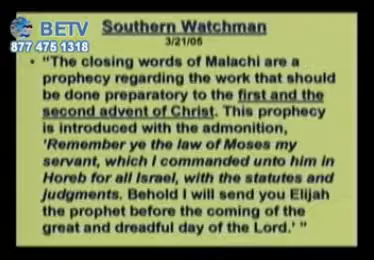 BETV
877 475 1318
Southern Watchman
3/21/05
• "The closing words of Malachi are a
prophecy regarding the work that should
be done preparatory to the first and the
second advent of Christ. This prophecy
is introduced with the admonition,
'Remember ye the law of Moses my
servant, which I commanded unto him in
Horeb for all Israel, with the statutes and
judgments. Behold I will send you Elijah
the prophet before the coming of the
great and dreadful day of the Lord.' "